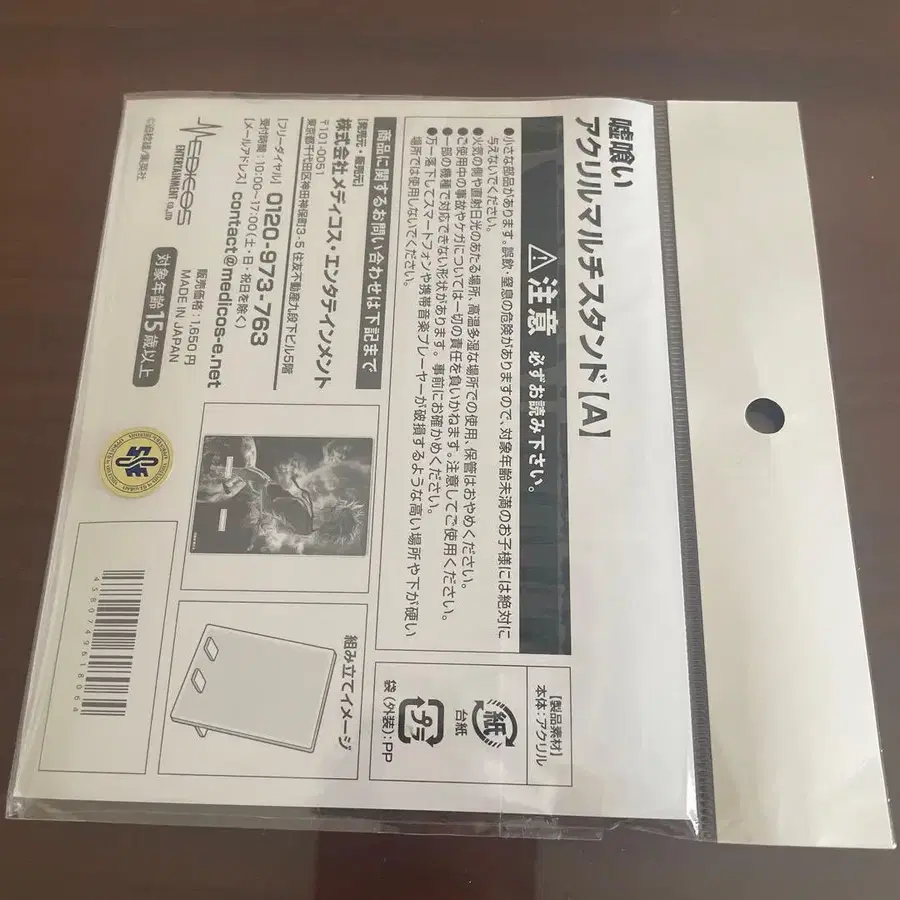 嘘喰い
アクリルマルチスタンド【A】
⚠注意 必ずお読み下さい。
●小さな部品があります。誤飲・窒息の危険がありますので、対象年齢未満のお子様には絶対に
与えないでください。
●火気の側や直射日光のあたる場所、高温多湿な場所での使用、保管はおやめください。
●ご使用中の事故やケガについては一切の責任を負いかねます。注意してご使用ください。
●一部の機種で対応できない形状があります。事前にお確かめください。
●万一落下してスマートフォンや携帯音楽プレーヤーが破損するような高い場所や下が硬い
場所では使用しないでください。
【製品素材】
本体：アクリル
紙
台紙
プラ
袋（外装）：PP
商品に関するお問い合わせは下記まで
【発売元・販売元】
株式会社メディコス・エンタテインメント
〒101-0051
東京都千代田区神田神保町3-5 住友不動産九段下ビル5階
[フリーダイヤル] 0120-973-763
受付時間：10:00～17:00（土・日・祝日を除く）
[メールアドレス] contact@medicos-e.net
MEDICOS
ENTERTAINMENT CO.,LTD
販売価格：1,650円
MADE IN JAPAN
対象年齢15歳以上
©迫稔雄/集英社
組み立てイメージ
4580749618064